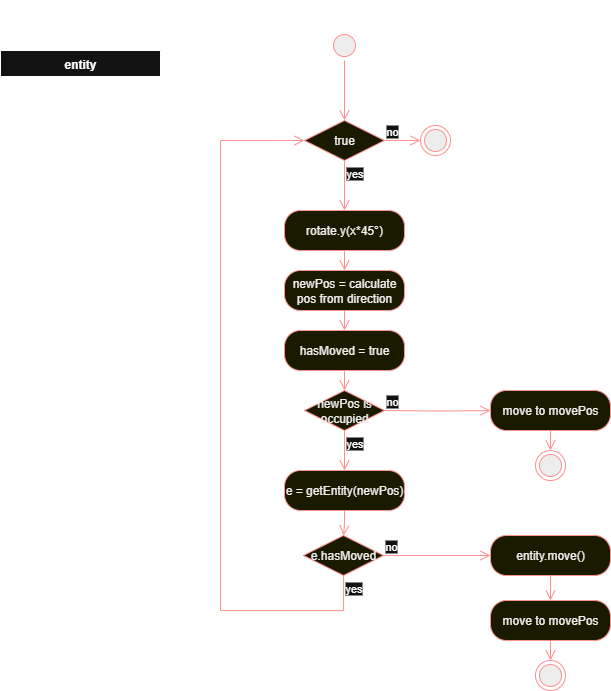 entity
true
no
yes
rotate.y(x*45°)
newPos = calculate
pos from direction
hasMoved = true
newPos is
occupied
no
move to movePos
yes
e = getEntity(newPos)
e.hasMoved
no
entity.move()
yes
move to movePos